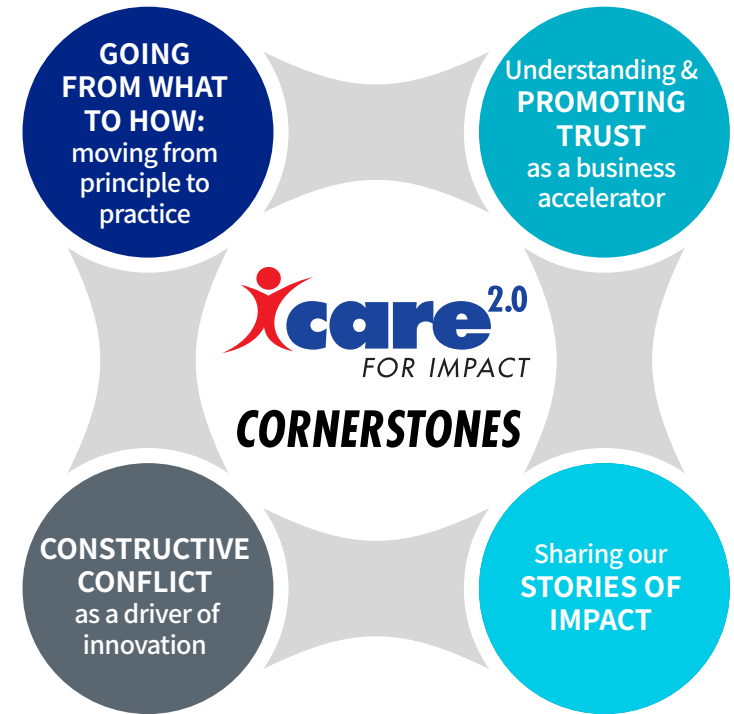 GOING
FROM WHAT
TO HOW:
moving from
principle to
practice
Understanding &
PROMOTING
TRUST
as a business
accelerator
icare 2.0
FOR IMPACT
CORNERSTONES
CONSTRUCTIVE
CONFLICT
as a driver of
innovation
Sharing our
STORIES OF
IMPACT